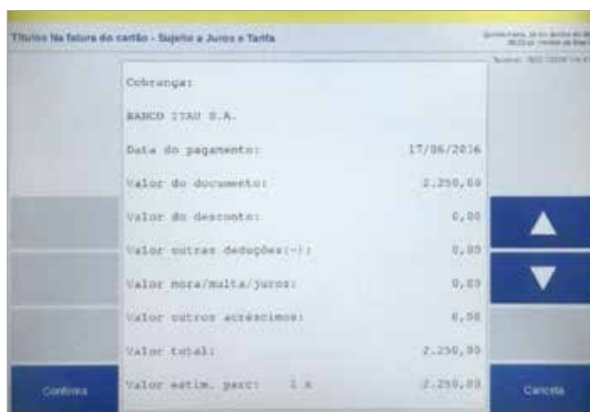 Títulos Na fatura do cartão - Sujeito a Juros e Tarifa
Cobrança:
BANCO ITAU S.A.
Data do pagamento: 17/06/2016
Valor do documento: 2.250,00
Valor do desconto: 0,00
Valor outras deduções(-): 0,00
Valor mora/multa/juros: 0,00
Valor outros acréscimos: 0,00
Valor total: 2.250,00
Valor estim. parc: 1 x 2.250,00
Confirma
Cancela